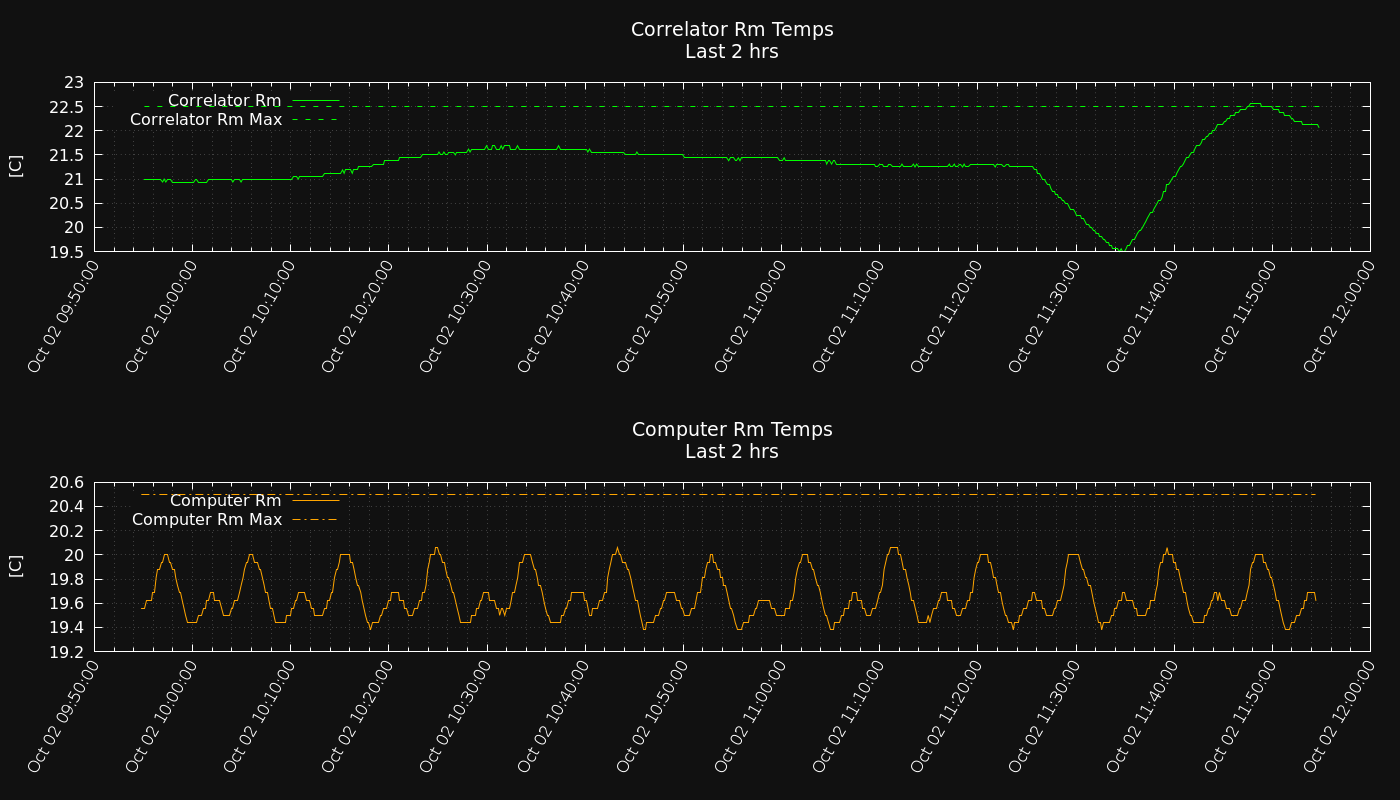 Correlator Rm Temps
Last 2 hrs
23
22.5
22
21.5
21
20.5
20
19.5
[C]
Correlator Rm
Correlator Rm Max
Oct 02 09:50:00
Oct 02 10:00:00
Oct 02 10:10:00
Oct 02 10:20:00
Oct 02 10:30:00
Oct 02 10:40:00
Oct 02 10:50:00
Oct 02 11:00:00
Oct 02 11:10:00
Oct 02 11:20:00
Oct 02 11:30:00
Oct 02 11:40:00
Oct 02 11:50:00
Oct 02 12:00:00
Computer Rm Temps
Last 2 hrs
20.6
20.4
20.2
20
19.8
19.6
19.4
19.2
[C]
Computer Rm
Computer Rm Max
Oct 02 09:50:00
Oct 02 10:00:00
Oct 02 10:10:00
Oct 02 10:20:00
Oct 02 10:30:00
Oct 02 10:40:00
Oct 02 10:50:00
Oct 02 11:00:00
Oct 02 11:10:00
Oct 02 11:20:00
Oct 02 11:30:00
Oct 02 11:40:00
Oct 02 11:50:00
Oct 02 12:00:00